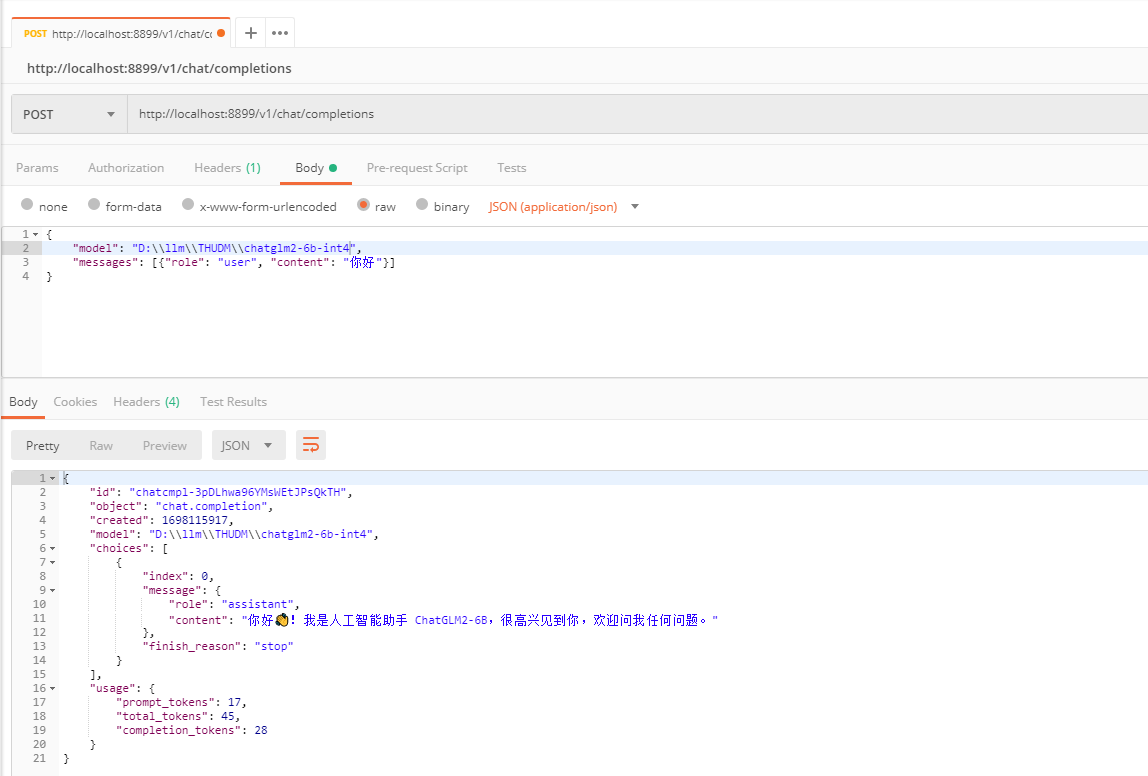 POST http://localhost:8899/v1/chat/cc
http://localhost:8899/v1/chat/completions
POST http://localhost:8899/v1/chat/completions
Params Authorization Headers (1) Body Pre-request Script Tests
none form-data x-www-form-urlencoded raw binary JSON (application/json)
1 {
2 "model": "D:\\llm\\THUDM\\chatglm2-6b-int4",
3 "messages": [{"role": "user", "content": "你好"}]
4 }
Body Cookies Headers (4) Test Results
Pretty Raw Preview JSON
1 {
2 "id": "chatcmpl-3pDLhwa96YMsWEtJPsQkTH",
3 "object": "chat.completion",
4 "created": 1698115917,
5 "model": "D:\\llm\\THUDM\\chatglm2-6b-int4",
6 "choices": [
7 {
8 "index": 0,
9 "message": {
10 "role": "assistant",
11 "content": "你好👏！我是人工智能助手 ChatGLM2-6B，很高兴见到你，欢迎问我任何问题。"
12 },
13 "finish_reason": "stop"
14 }
15 ],
16 "usage": {
17 "prompt_tokens": 17,
18 "total_tokens": 45,
19 "completion_tokens": 28
20 }
21 }